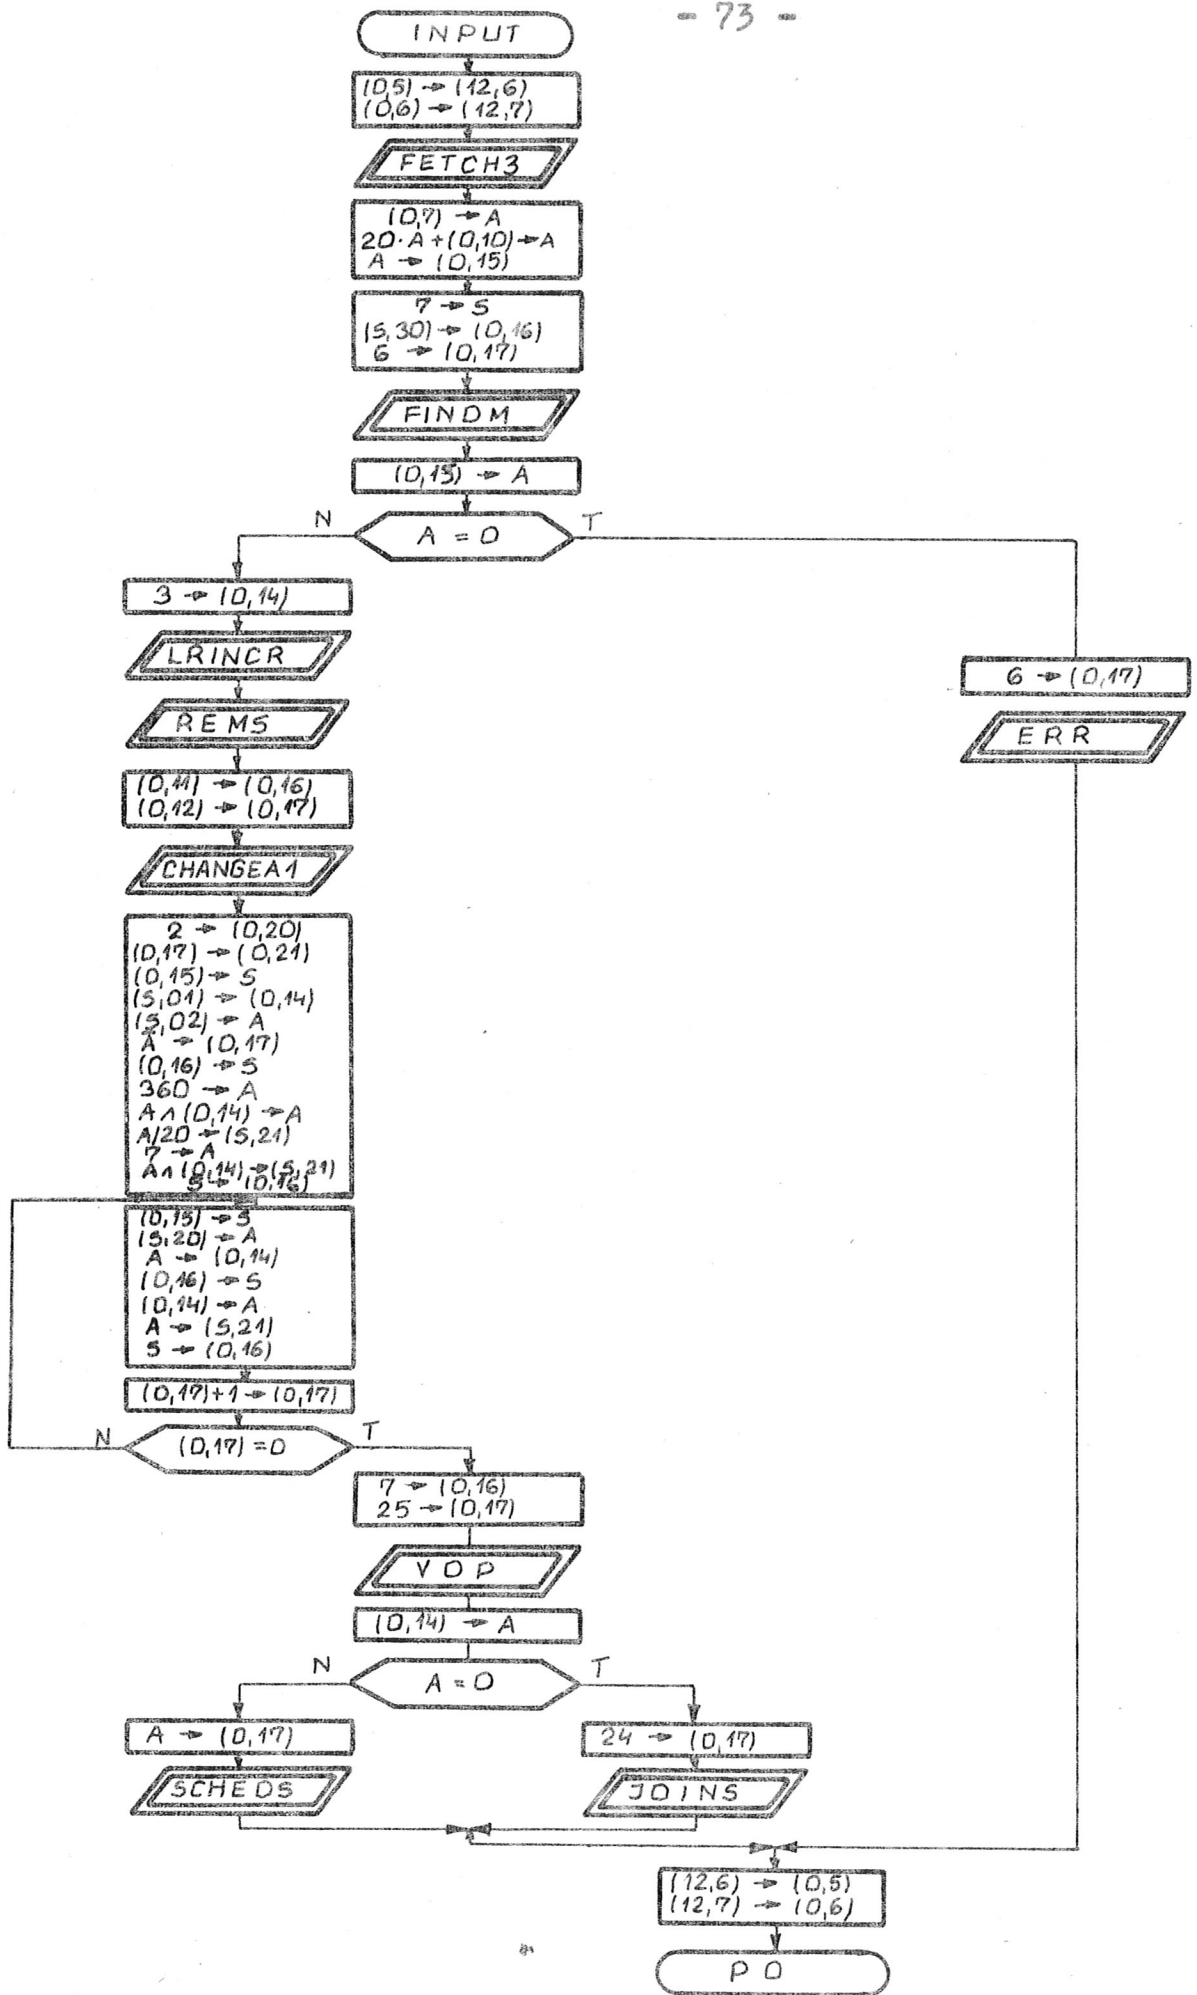 - 73 -
INPUT
(0,5) → (12,6)
(0,6) → (12,7)
FETCH3
(0,7) → A
20·A+(0,10)→A
A → (0,15)
7 → S
(S,30) → (0,16)
6 → (0,17)
FINDM
(0,15) → A
N
A = 0
T
3 → (0,14)
LRINCR
6 → (0,17)
REMS
ERR
(0,11) → (0,16)
(0,12) → (0,17)
CHANGEA1
2 → (0,20)
(0,17) → (0,21)
(0,15) → S
(S,01) → (0,14)
(S,02) → A
A → (0,17)
(0,16) → S
360 → A
A∧(0,14) → A
A/20 → (S,21)
7 → A
A∧(0,14)→(S,21)
S → (0,16)
(0,15) → S
(S,20) → A
A → (0,14)
(0,16) → S
(0,14) → A
A → (S,21)
S → (0,16)
(0,17)+1→(0,17)
N
(0,17)=0
T
7 → (0,16)
25 → (0,17)
VOP
(0,14) → A
N
A=0
T
A → (0,17)
24 → (0,17)
SCHEDS
JOINS
(12,6) → (0,5)
(12,7) → (0,6)
PO